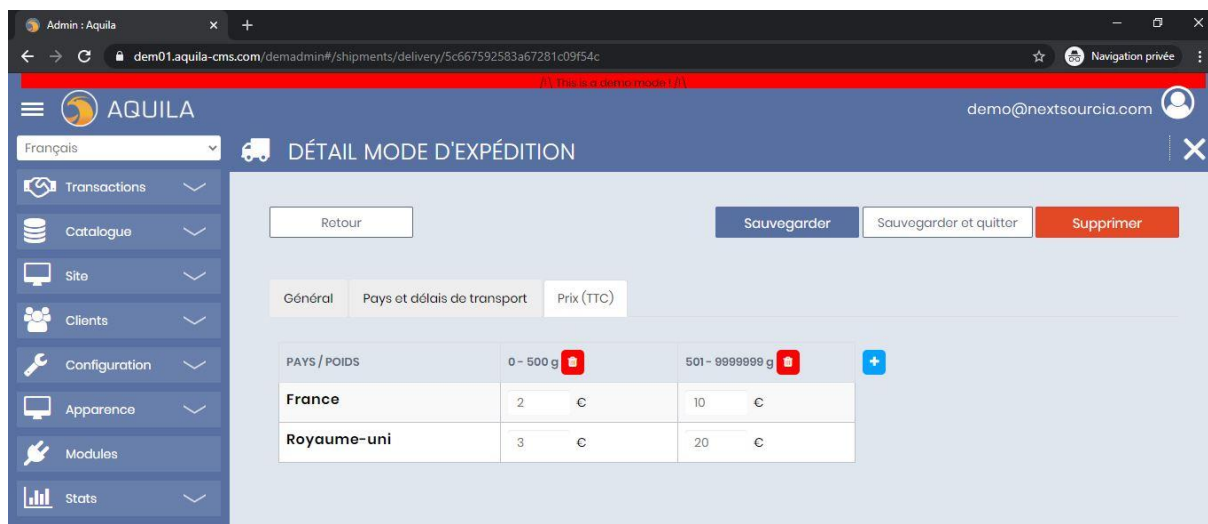 Admin : Aquila
dem01.aquila-cms.com/demadmin#/shipments/delivery/5c667592583a67281c09f54c
Navigation privée
/!\ This is a demo mode ! /!\
AQUILA
demo@nextsourcia.com
Français
DÉTAIL MODE D'EXPÉDITION
Transactions
Catalogue
Site
Clients
Configuration
Apparence
Modules
Stats
Retour
Sauvegarder
Sauvegarder et quitter
Supprimer
Général
Pays et délais de transport
Prix (TTC)
PAYS / POIDS
0 - 500 g
501 - 9999999 g
France
2 €
10 €
Royaume-uni
3 €
20 €